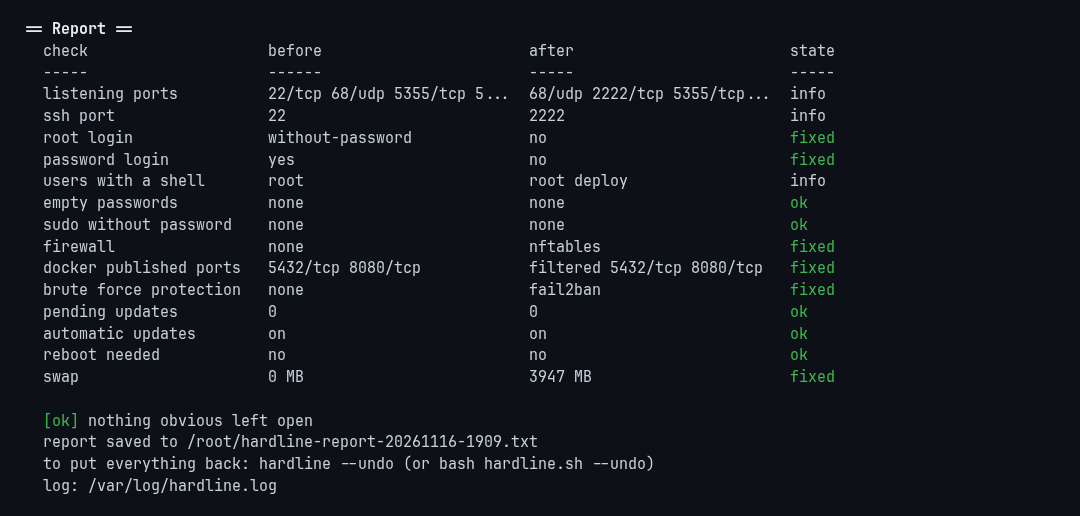 == Report ==
check before after state
----- ------ ----- -----
listening ports 22/tcp 68/udp 5355/tcp 5... 68/udp 2222/tcp 5355/tcp... info
ssh port 22 2222 info
root login without-password no fixed
password login yes no fixed
users with a shell root root deploy info
empty passwords none none ok
sudo without password none none ok
firewall none nftables fixed
docker published ports 5432/tcp 8080/tcp filtered 5432/tcp 8080/tcp fixed
brute force protection none fail2ban fixed
pending updates 0 0 ok
automatic updates on on ok
reboot needed no no ok
swap 0 MB 3947 MB fixed
[ok] nothing obvious left open
report saved to /root/hardline-report-20261116-1909.txt
to put everything back: hardline --undo (or bash hardline.sh --undo)
log: /var/log/hardline.log